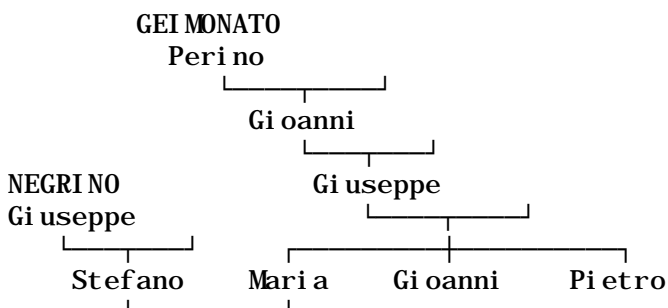 GEIMONATO
Perino
Gioanni
NEGRINO Giuseppe
Giuseppe
Stefano Maria Gioanni Pietro